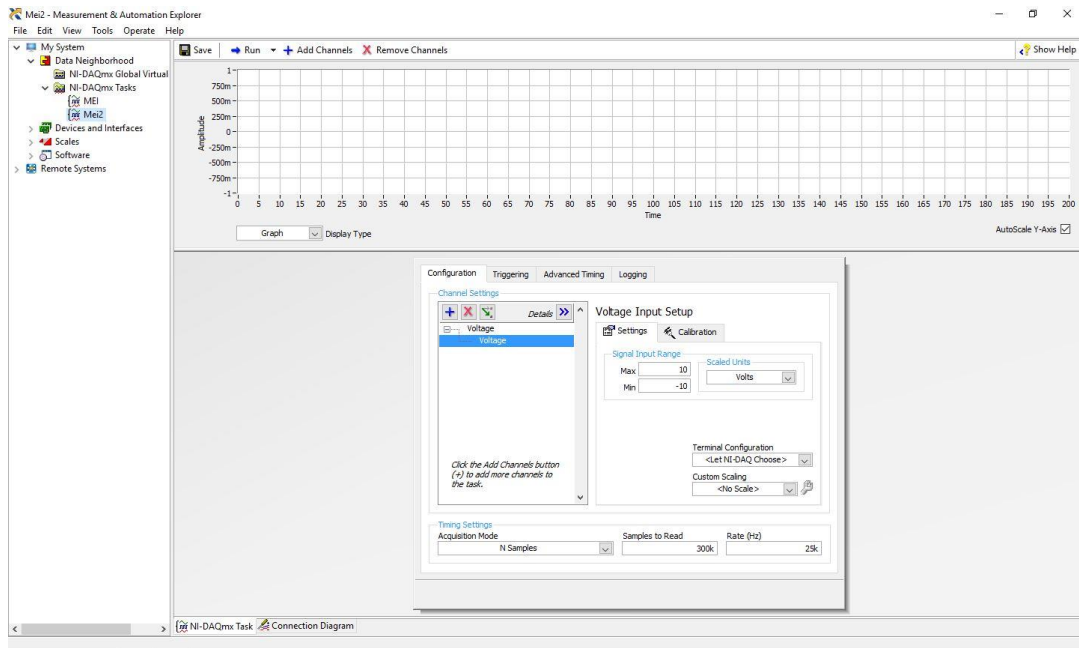 Mei2 - Measurement & Automation Explorer
File Edit View Tools Operate Help
My System
Data Neighborhood
NI-DAQmx Global Virtual
NI-DAQmx Tasks
MEI
Mei2
Devices and Interfaces
Scales
Software
Remote Systems
Save Run Add Channels Remove Channels Show Help
Amplitude
1
750m
500m
250m
0
-250m
-500m
-750m
-1
0 5 10 15 20 25 30 35 40 45 50 55 60 65 70 75 80 85 90 95 100 105 110 115 120 125 130 135 140 145 150 155 160 165 170 175 180 185 190 195 200
Time
Graph Display Type
AutoScale Y-Axis
Configuration Triggering Advanced Timing Logging
Channel Settings
Details
Voltage
Voltage
Click the Add Channels button
(+) to add more channels to
the task.
Voltage Input Setup
Settings Calibration
Signal Input Range
Max 10
Min -10
Scaled Units
Volts
Terminal Configuration
<Let NI-DAQ Choose>
Custom Scaling
<No Scale>
Timing Settings
Acquisition Mode Samples to Read Rate (Hz)
N Samples 300k 25k
NI-DAQmx Task Connection Diagram